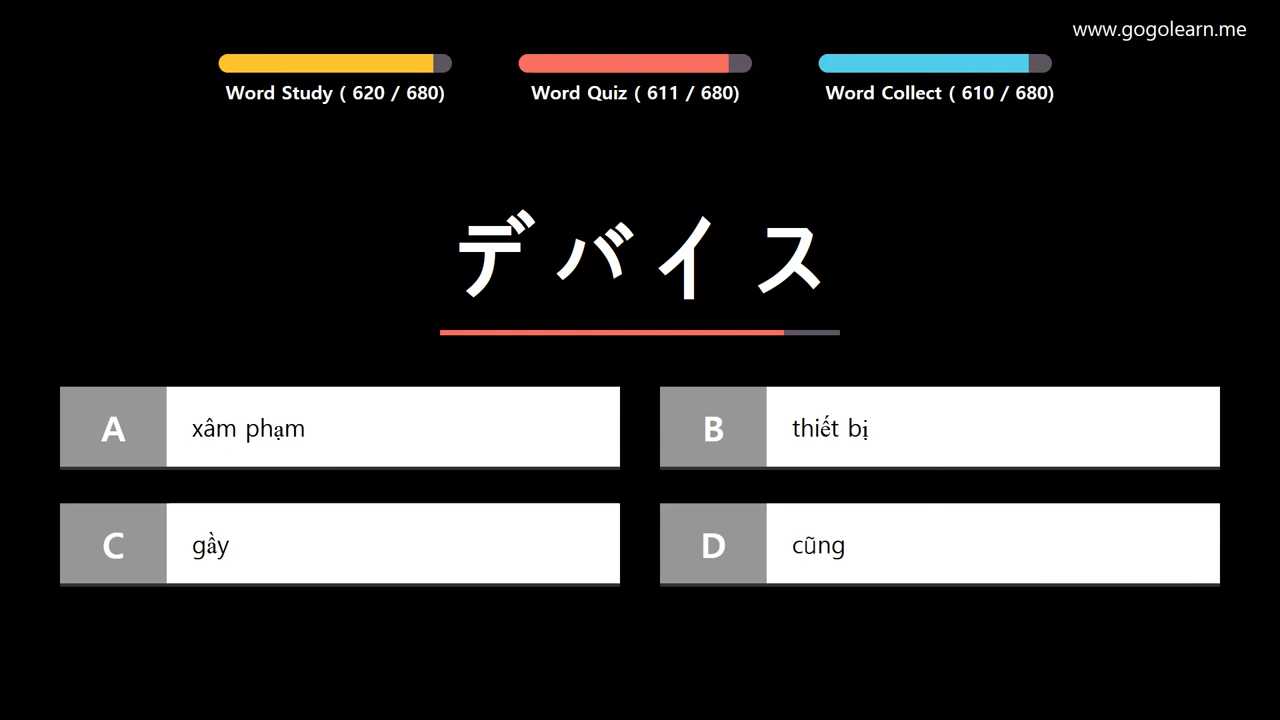 www.gogolearn.me
Word Study ( 620 / 680)
Word Quiz ( 611 / 680)
Word Collect ( 610 / 680)
デバイス
A
xâm phạm
B
thiết bị
C
gầy
D
cũng